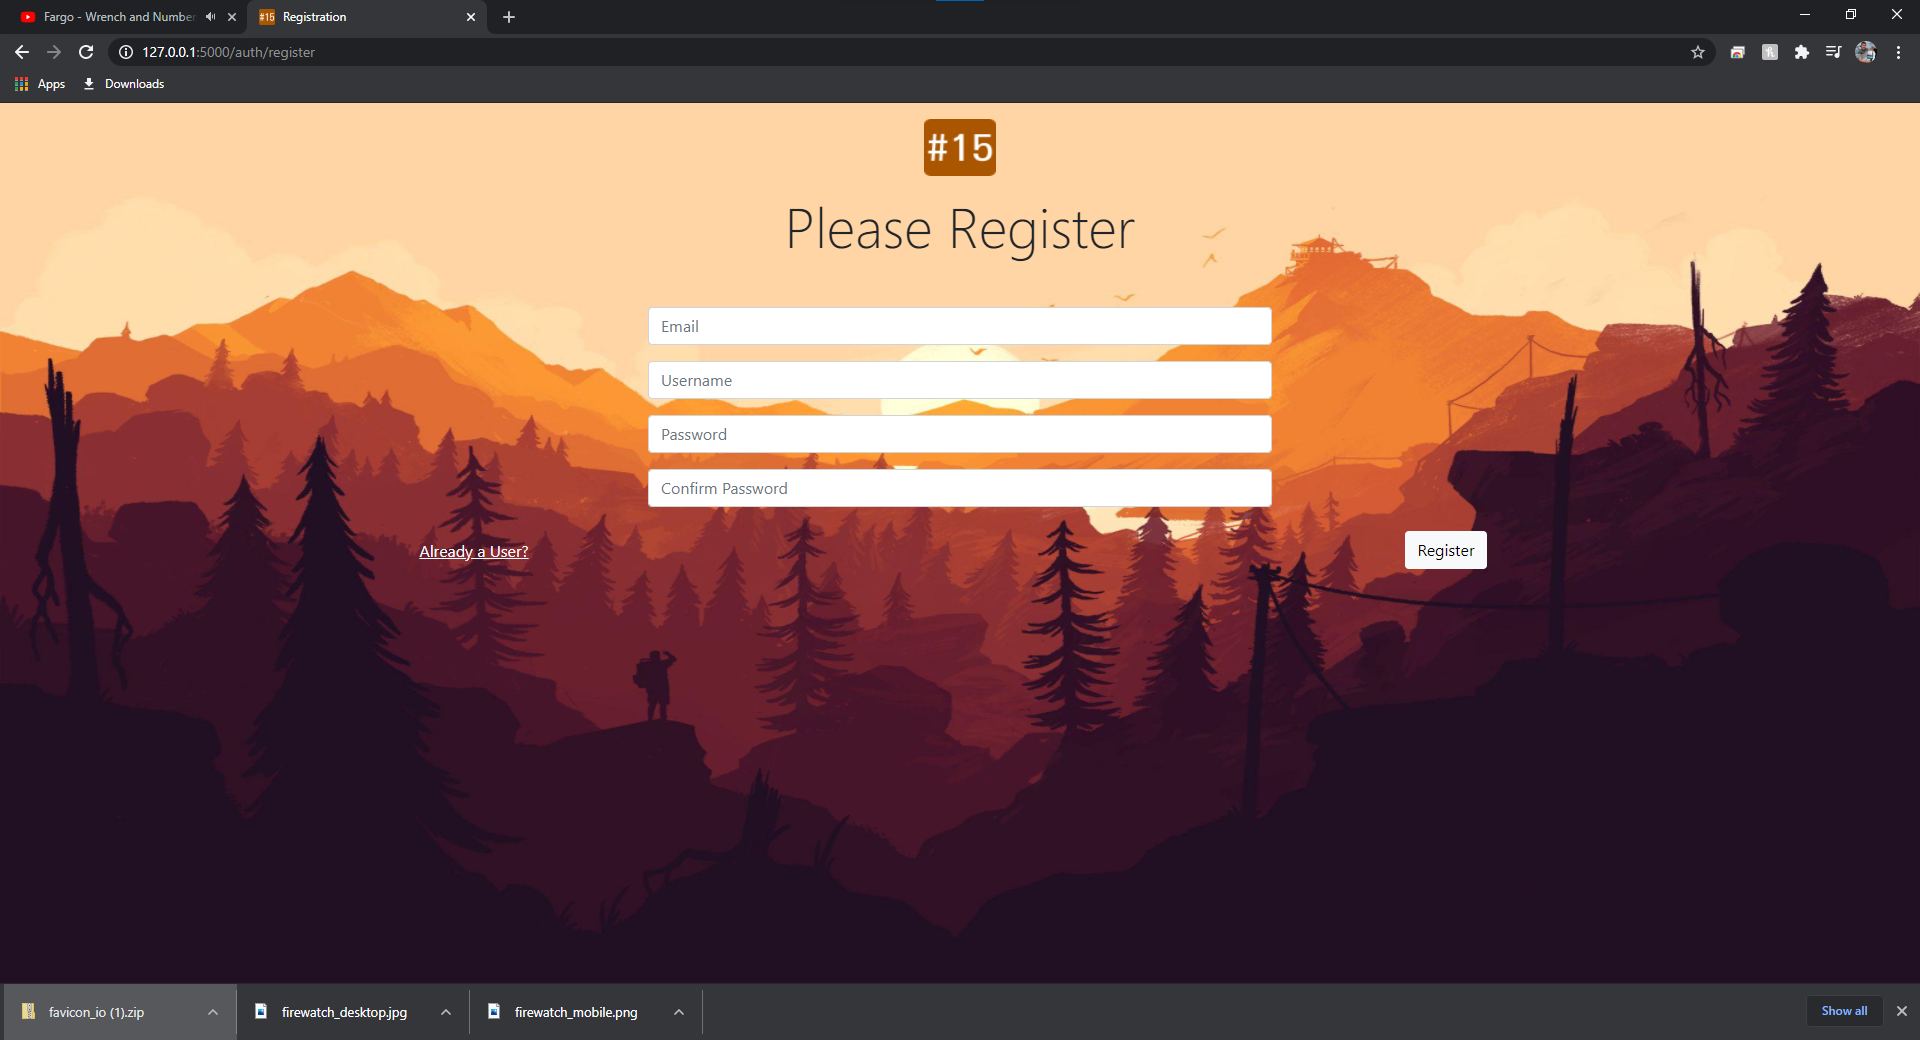 Fargo - Wrench and Number
#15 Registration
127.0.0.1:5000/auth/register
Apps
Downloads
#15
Please Register
Email
Username
Password
Confirm Password
Already a User?
Register
favicon_io (1).zip
firewatch_desktop.jpg
firewatch_mobile.png
Show all